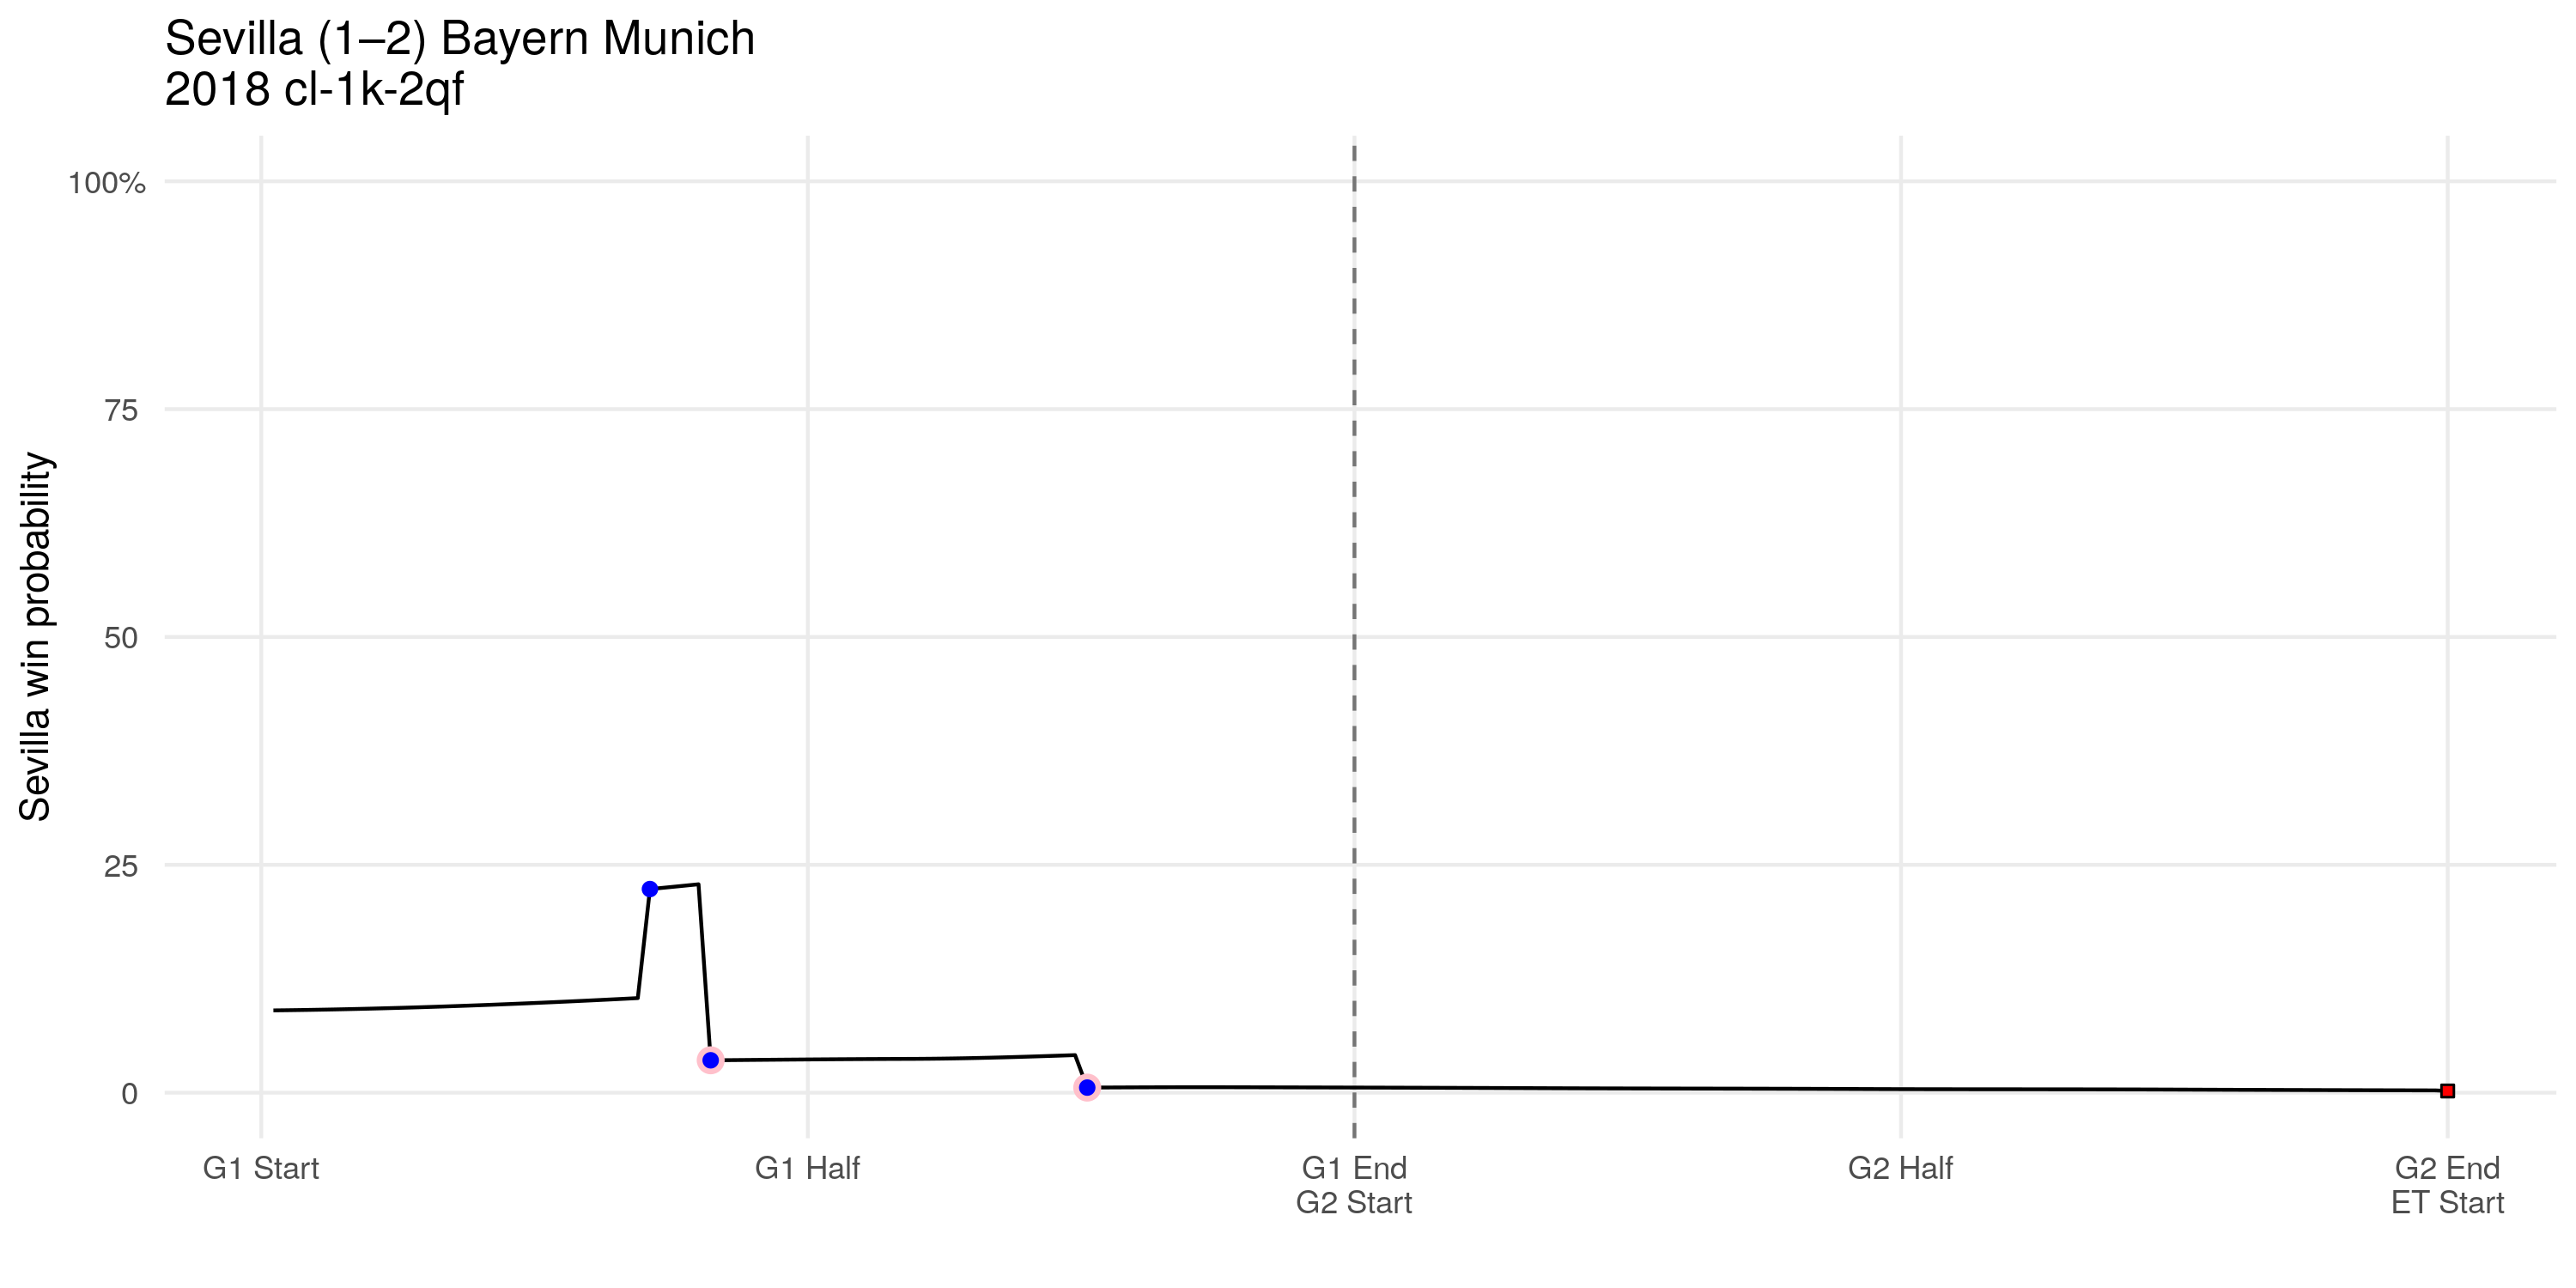 Sevilla (1–2) Bayern Munich
2018 cl-1k-2qf
Sevilla win probability
100%
75
50
25
0
G1 Start
G1 Half
G1 End
G2 Start
G2 Half
G2 End
ET Start